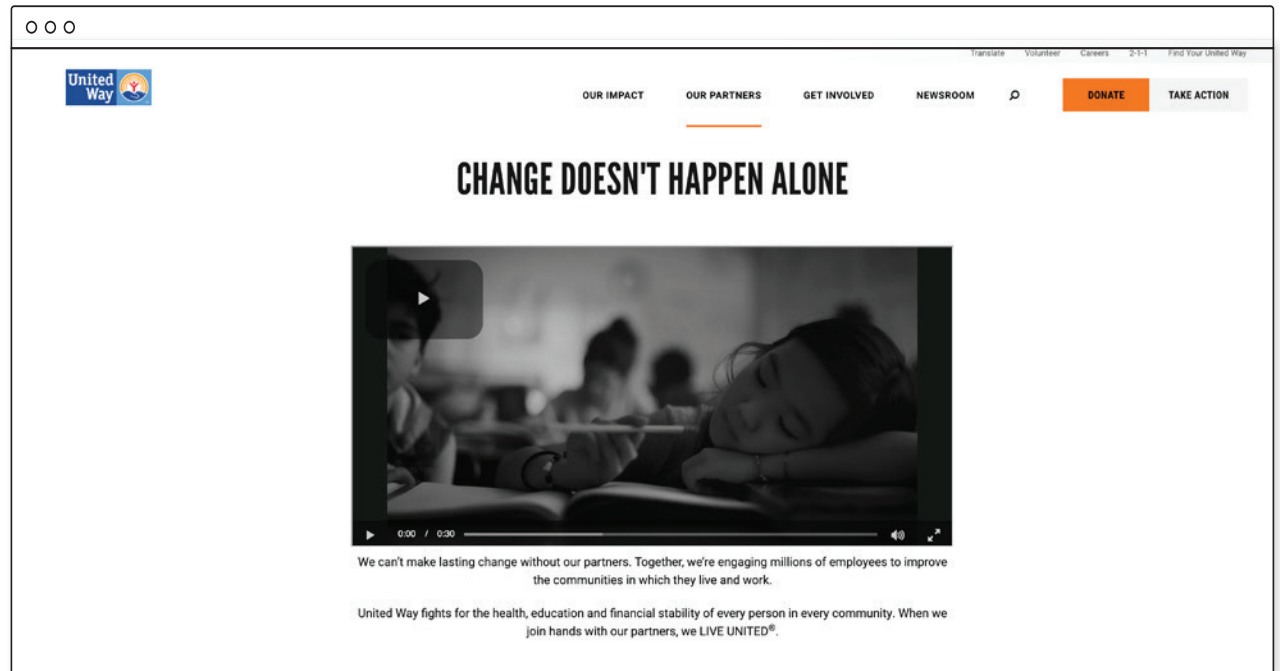 Translate Volunteer Careers 2-1-1 Find Your United Way
United
Way
OUR IMPACT OUR PARTNERS GET INVOLVED NEWSROOM DONATE TAKE ACTION
CHANGE DOESN'T HAPPEN ALONE
0:00 / 0:30
We can't make lasting change without our partners. Together, we're engaging millions of employees to improve
the communities in which they live and work.
United Way fights for the health, education and financial stability of every person in every community. When we
join hands with our partners, we LIVE UNITED®.